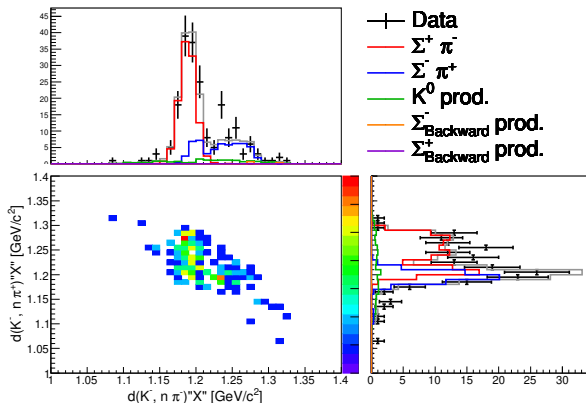 45
40
35
30
25
20
15
10
5
Data
Σ⁺ π⁻
Σ⁻ π⁺
K⁰ prod.
Σ⁻Backward prod.
Σ⁺Backward prod.
d(K⁻, n π⁺)"X" [GeV/c²]
1.4
1.35
1.3
1.25
1.2
1.15
1.1
1.05
1
1 1.05 1.1 1.15 1.2 1.25 1.3 1.35 1.4
d(K⁻, n π⁻)"X" [GeV/c²]
0 5 10 15 20 25 30